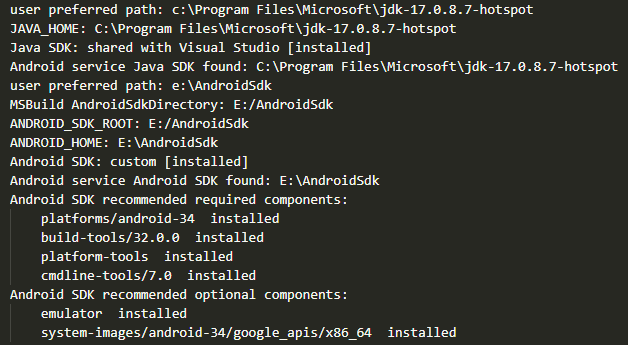 user preferred path: c:\Program Files\Microsoft\jdk-17.0.8.7-hotspot
JAVA_HOME: C:\Program Files\Microsoft\jdk-17.0.8.7-hotspot
Java SDK: shared with Visual Studio [installed]
Android service Java SDK found: C:\Program Files\Microsoft\jdk-17.0.8.7-hotspot
user preferred path: e:\AndroidSdk
MSBuild AndroidSdkDirectory: E:/AndroidSdk
ANDROID_SDK_ROOT: E:/AndroidSdk
ANDROID_HOME: E:\AndroidSdk
Android SDK: custom [installed]
Android service Android SDK found: E:\AndroidSdk
Android SDK recommended required components:
platforms/android-34  installed
build-tools/32.0.0  installed
platform-tools  installed
cmdline-tools/7.0  installed
Android SDK recommended optional components:
emulator  installed
system-images/android-34/google_apis/x86_64  installed